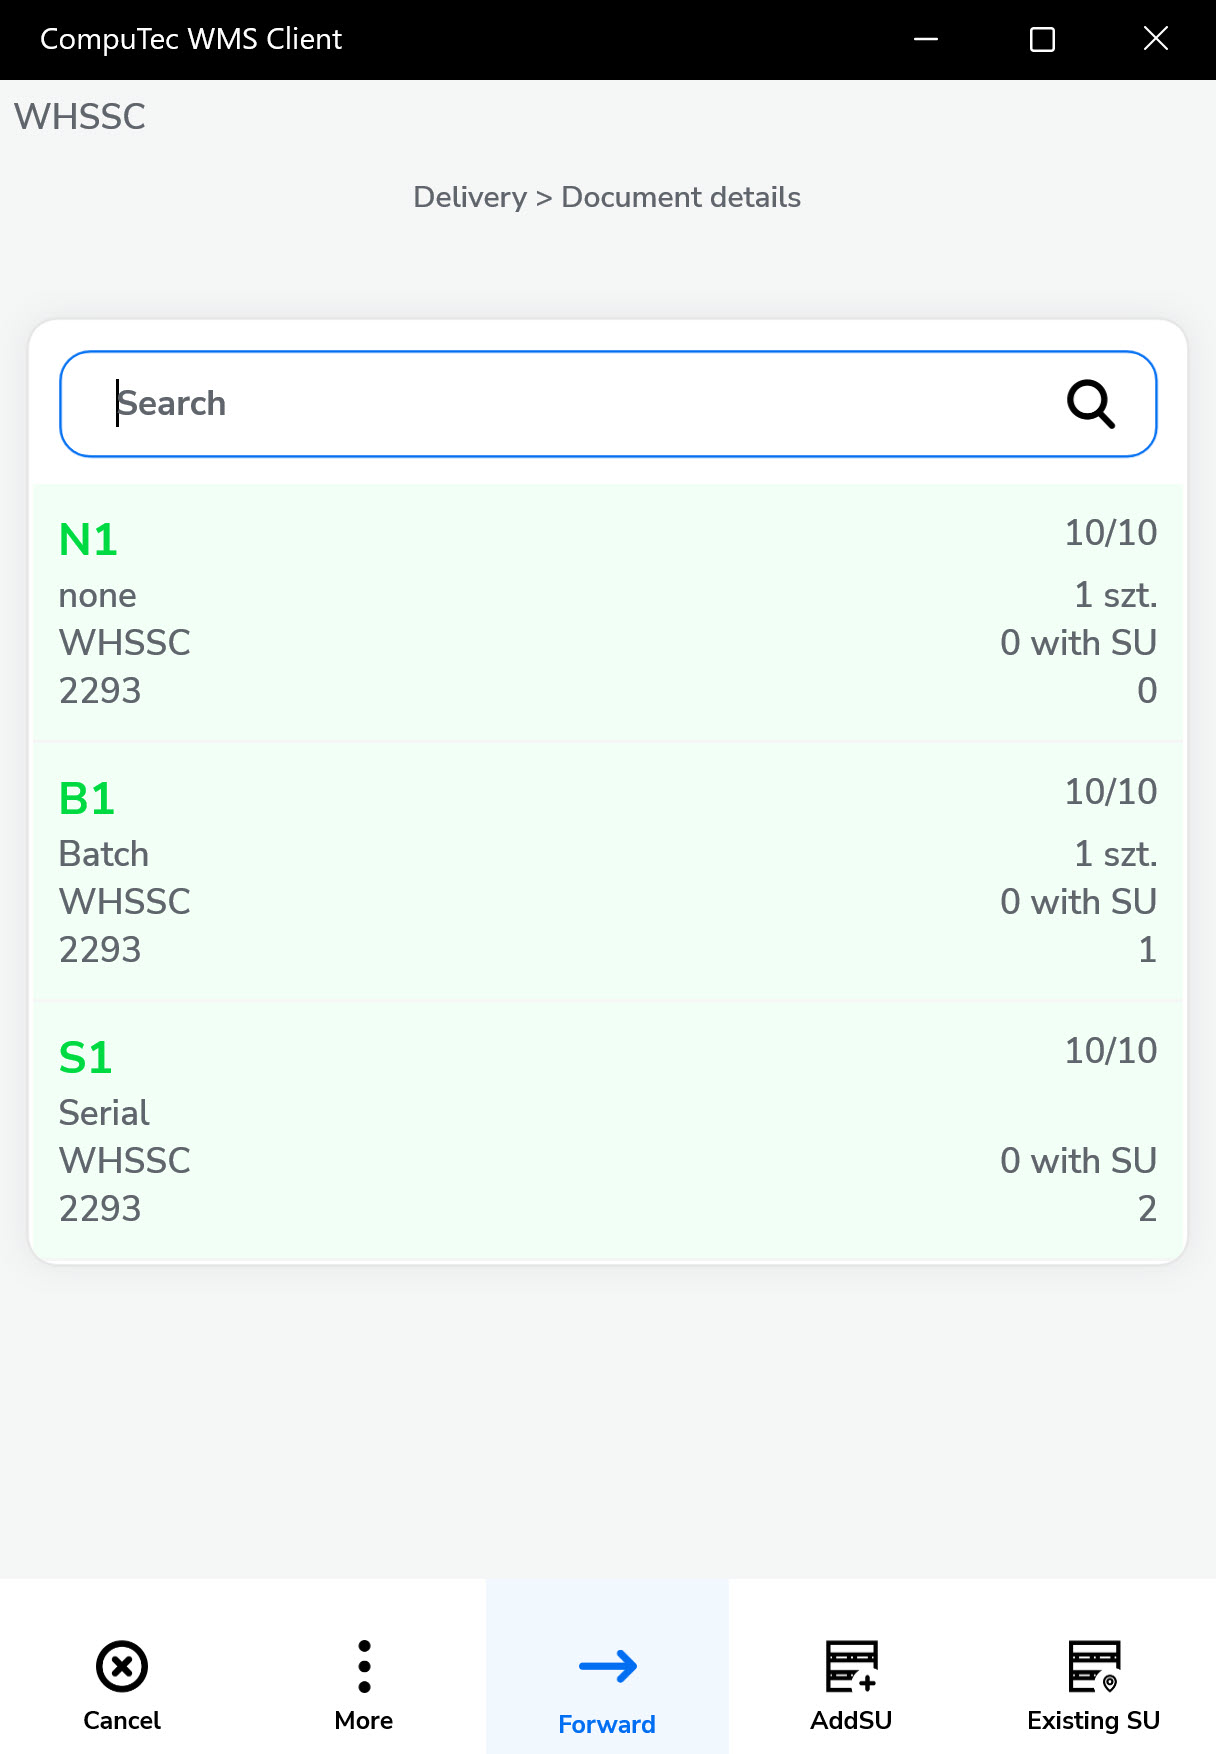 CompuTec WMS Client
WHSSC
Delivery > Document details
Search
N1 10/10
none 1 szt.
WHSSC 0 with SU
2293 0
B1 10/10
Batch 1 szt.
WHSSC 0 with SU
2293 1
S1 10/10
Serial
WHSSC 0 with SU
2293 2
Cancel More Forward AddSU Existing SU